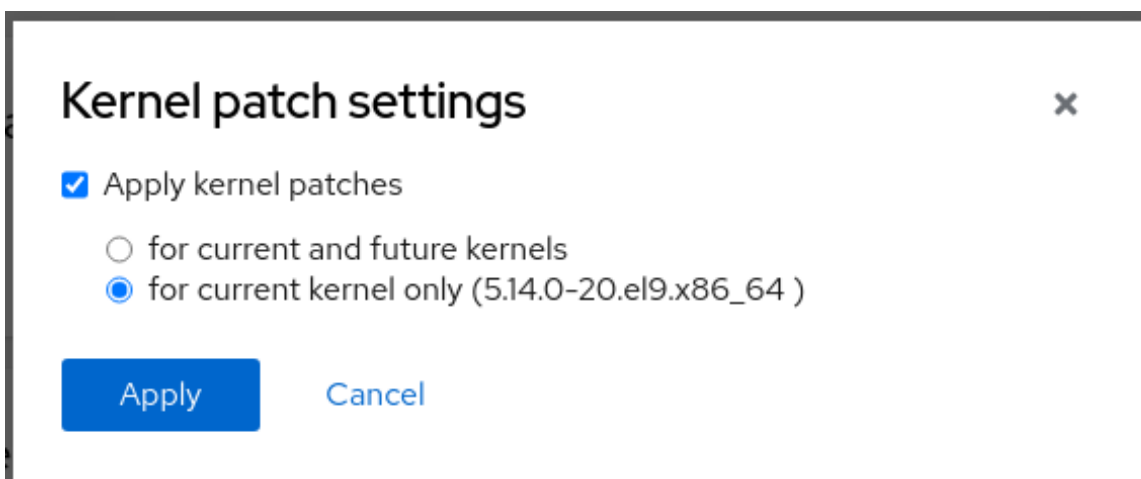 Kernel patch settings
Apply kernel patches
for current and future kernels
for current kernel only (5.14.0-20.el9.x86_64 )
Apply Cancel